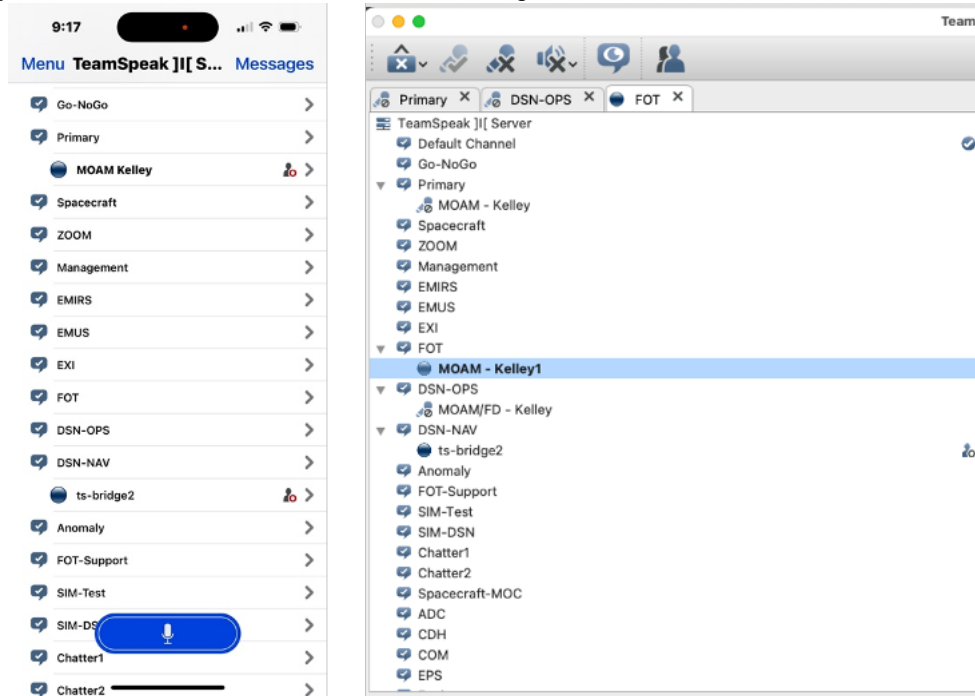 9:17
Menu TeamSpeak ]I[ S... Messages
Go-NoGo
Primary
MOAM Kelley
Spacecraft
ZOOM
Management
EMIRS
EMUS
EXI
FOT
DSN-OPS
DSN-NAV
ts-bridge2
Anomaly
FOT-Support
SIM-Test
SIM-DS
Chatter1
Chatter2
Team
Primary DSN-OPS FOT
TeamSpeak ]I[ Server
Default Channel
Go-NoGo
Primary
MOAM - Kelley
Spacecraft
ZOOM
Management
EMIRS
EMUS
EXI
FOT
MOAM - Kelley1
DSN-OPS
MOAM/FD - Kelley
DSN-NAV
ts-bridge2
Anomaly
FOT-Support
SIM-Test
SIM-DSN
Chatter1
Chatter2
Spacecraft-MOC
ADC
CDH
COM
EPS